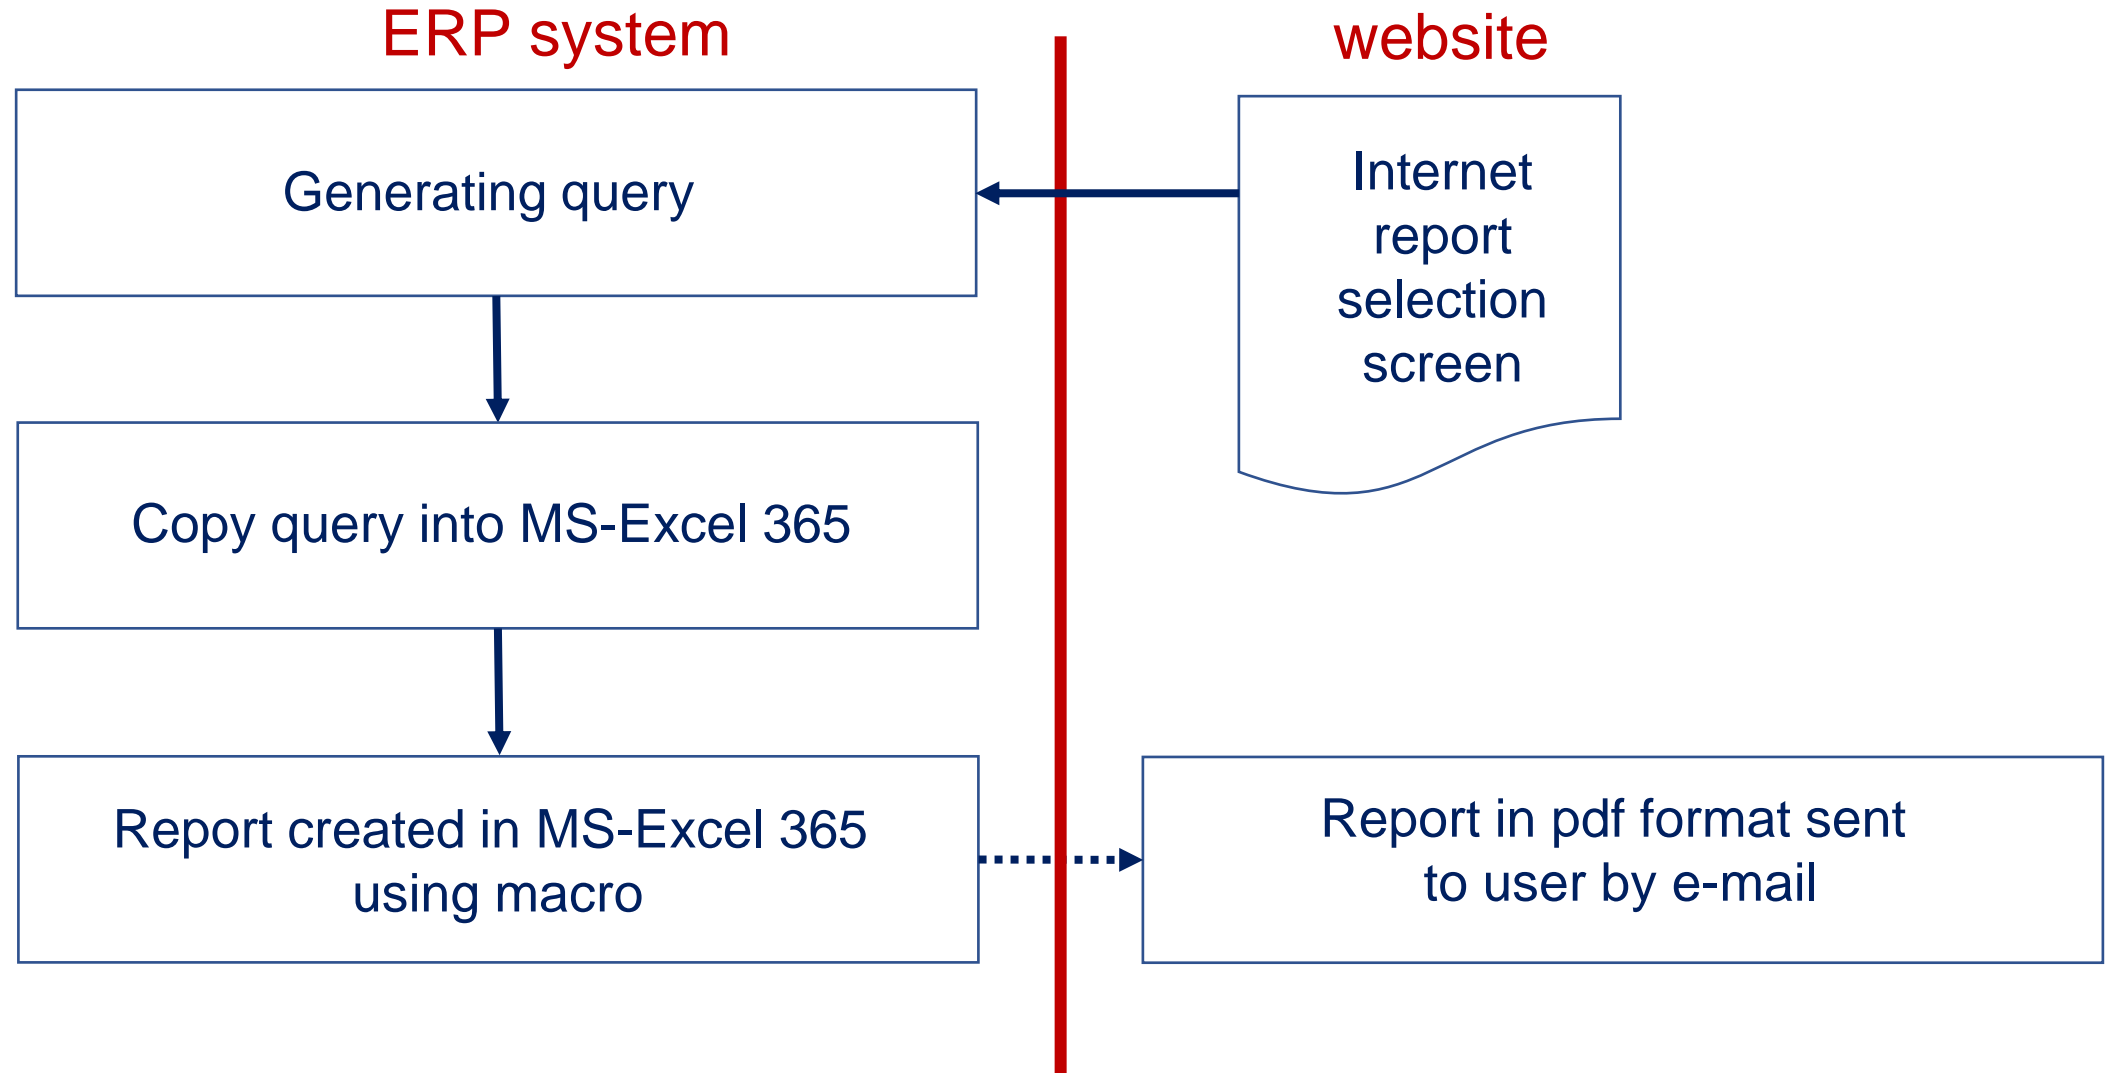 ERP system
website
Generating query
Internet
report
selection
screen
Copy query into MS-Excel 365
Report created in MS-Excel 365
using macro
Report in pdf format sent
to user by e-mail